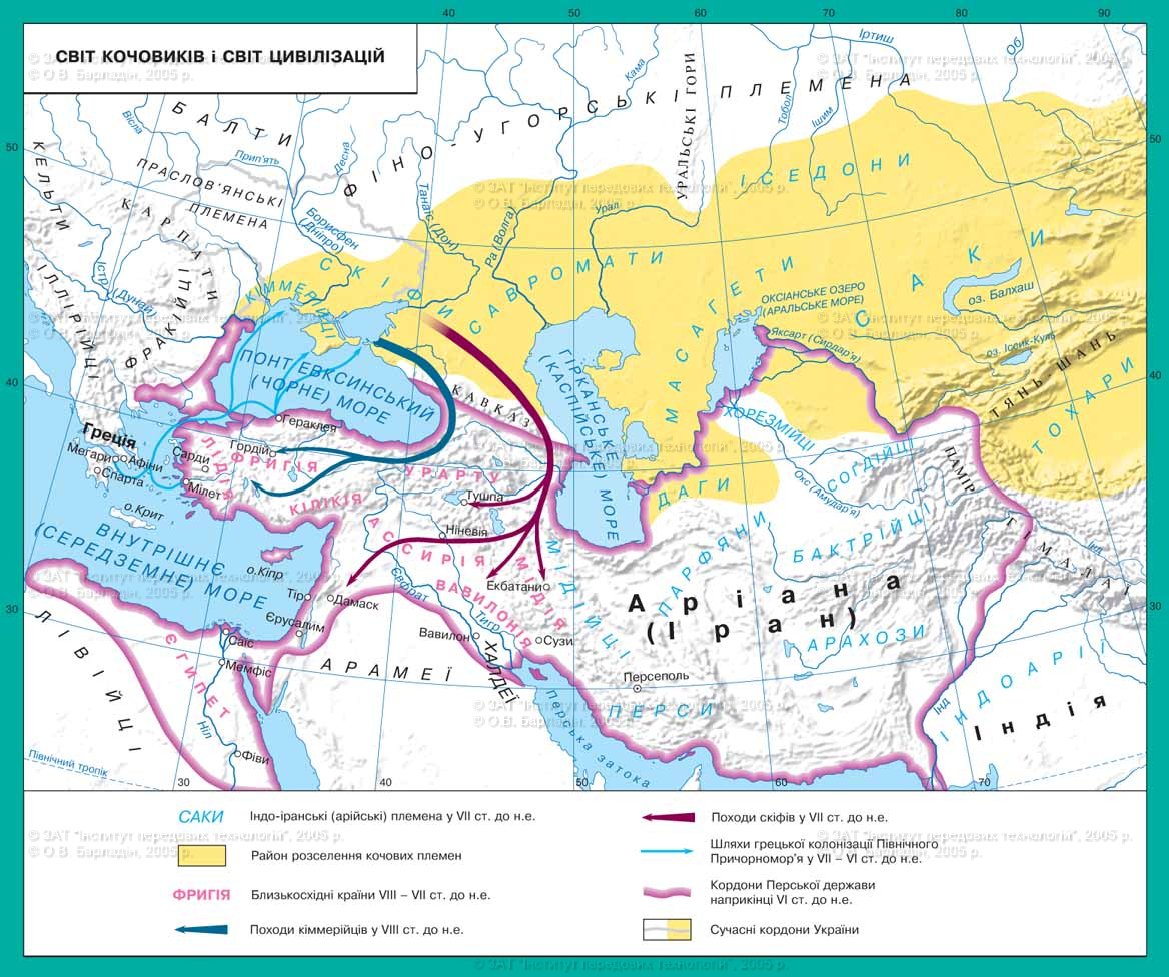 СВІТ КОЧОВИКІВ і СВІТ ЦИВІЛІЗАЦІЙ
© ЗАТ "Інститут передових технологій", 2005 р.
© О.В. Барладін, 2005 р.
40
50
60
70
80
90
50
40
30
50
40
30
БАЛТИ
Вісла
Прип'ять
Десна
КЕЛЬТИ
ПРАСЛОВ'ЯНСЬКІ
ПЛЕМЕНА
ФІНО-УГОРСЬКІ ПЛЕМЕНА
Кама
УРАЛЬСЬКІ ГОРИ
Тобол
Ішим
Іртиш
Об
ІСЕДОНИ
КАРПАТИ
Борисфен
(Дніпро)
Танаїс (Дон)
Ра (Волга)
Урал
ІЛЛІРІЙЦІ
Істр (Дунай)
ФРАКІЙЦІ
КІММЕРІЙЦІ
СКІФИ
САВРОМАТИ
МАСАГЕТИ
САКИ
ОКСІАНСЬКЕ ОЗЕРО
(АРАЛЬСЬКЕ МОРЕ)
оз. Балхаш
Яксарт (Сирдар'я)
оз. Іссик-Куль
ТЯНЬ ШАНЬ
ТОХАРИ
ПОНТ ЕВКСИНСЬКИЙ
(ЧОРНЕ) МОРЕ
КАВКАЗ
ГІРКАНСЬКЕ
(КАСПІЙСЬКЕ) МОРЕ
ХОРЕЗМІЙЦІ
СОГДІЙЦІ
Окс (Амудар'я)
ПАМІР
ДАГИ
Греція
Мегари
Афіни
Спарта
Сарди
Мілет
Гераклея
Гордій
ЛІДІЯ
ФРИГІЯ
КІЛІКІЯ
УРАРТУ
Тушпа
о.Крит
Ніневія
АССИРІЯ
МІДІЯ
МІДІЙЦІ
ПАРФЯНИ
БАКТРІЙЦІ
ГІМАЛАЇ
Інд
ВНУТРІШНЄ
(СЕРЕДЗЕМНЕ) МОРЕ
о.Кіпр
Екбатани
Тір
Дамаск
Євфрат
ВАВИЛОНІЯ
Аріана
(Іран)
Єрусалим
Тигр
Вавилон
Сузи
АРАХОЗИ
ЛІВІЙЦІ
Саїс
Мемфіс
ЄГИПЕТ
АРАМЕЇ
ХАЛДЕЇ
Персеполь
ПЕРСИ
Перська затока
ІНДОАРІЇ
Інд
Індія
Ніл
Фіви
Північний тропік
30
40
50
60
70
САКИ
Індо-іранські (арійські) племена у VII ст. до н.е.
Район розселення кочових племен
ФРИГІЯ
Близькосхідні країни VIII – VII ст. до н.е.
Походи кіммерійців у VIII ст. до н.е.
Походи скіфів у VII ст. до н.е.
Шляхи грецької колонізації Північного
Причорномор'я у VII – VI ст. до н.е.
Кордони Перської держави
наприкінці VI ст. до н.е.
Сучасні кордони України